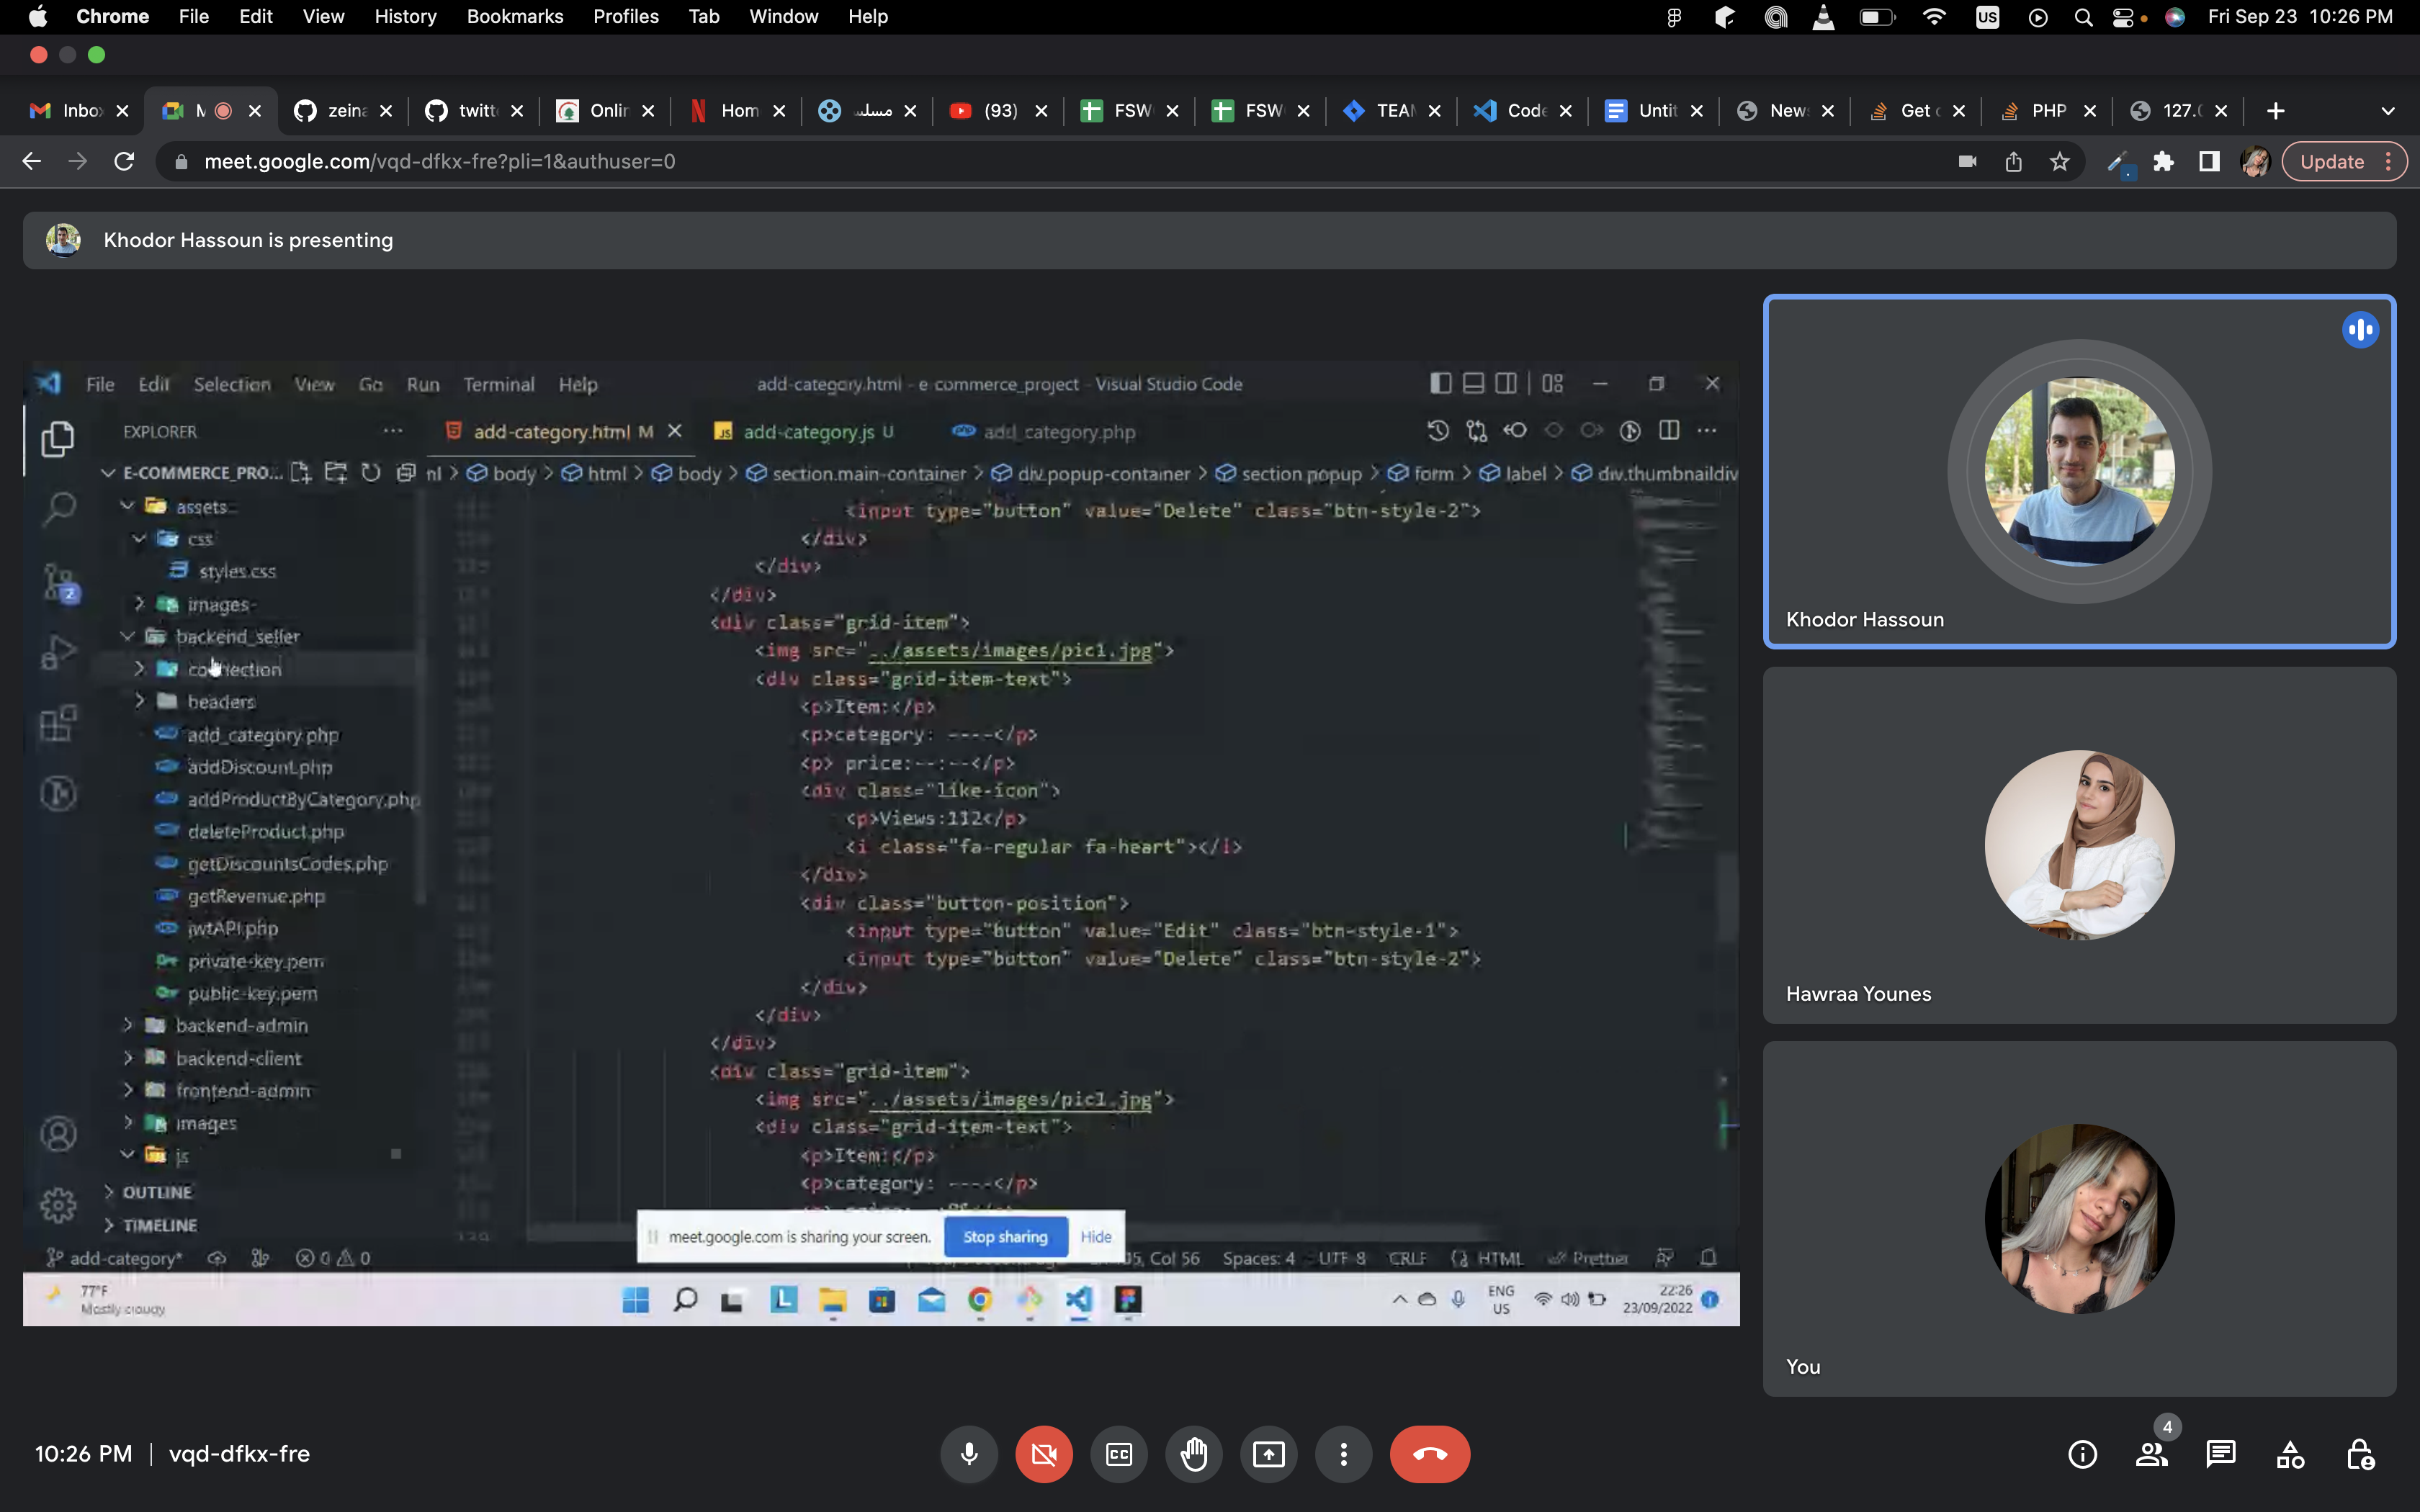 Chrome File Edit View History Bookmarks Profiles Tab Window Help US Fri Sep 23 10:26 PM
Inbo M zeina twitt Onlin Hom مسلس (93) FSW FSW TEAM Code Untit New Get PHP 127.0
meet.google.com/vqd-dfkx-fre?pli=1&authuser=0 Update
Khodor Hassoun is presenting
File Edit Selection View Go Run Terminal Help add-category.html - e-commerce_project - Visual Studio Code
EXPLORER add-category.html M add-category.js U add_category.php
E-COMMERCE_PRO... ml > body > html > body > section.main-container > div.popup-container > section.popup > form > label > div.thumbnaildiv
assets
css
styles.css
images
backend_seller
connection
headers
add_category.php
addDiscount.php
addProductByCategory.php
deleteProduct.php
getDiscountsCodes.php
getRevenue.php
jwtAPI.php
private-key.pem
public-key.pem
backend-admin
backend-client
frontend-admin
images
js
OUTLINE
TIMELINE
<input type="button" value="Delete" class="btn-style-2">
</div>
</div>
</div>
<div class="grid-item">
<img src="../assets/images/pic1.jpg">
<div class="grid-item-text">
<p>Item:</p>
<p>category: ----</p>
<p> price:--:--</p>
<div class="like-icon">
<p>Views:112</p>
<i class="fa-regular fa-heart"></i>
</div>
<div class="button-position">
<input type="button" value="Edit" class="btn-style-1">
<input type="button" value="Delete" class="btn-style-2">
</div>
</div>
</div>
<div class="grid-item">
<img src="../assets/images/pic1.jpg">
<div class="grid-item-text">
<p>Item:</p>
<p>category: ----</p>
meet.google.com is sharing your screen. Stop sharing Hide
add-category* 0 0 Col 56 Spaces: 4 UTF-8 CRLF HTML Prettier
77°F
Mostly cloudy
ENG
US
22:26
23/09/2022
Khodor Hassoun
Hawraa Younes
You
10:26 PM | vqd-dfkx-fre
4